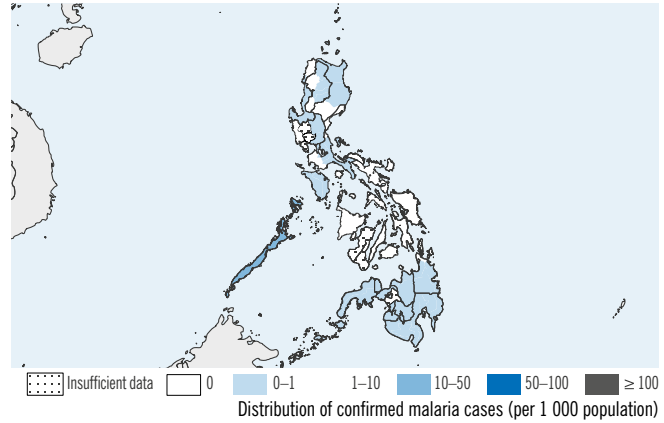 Insufficient data 0 0–1 1–10 10–50 50–100 ≥ 100
Distribution of confirmed malaria cases (per 1 000 population)